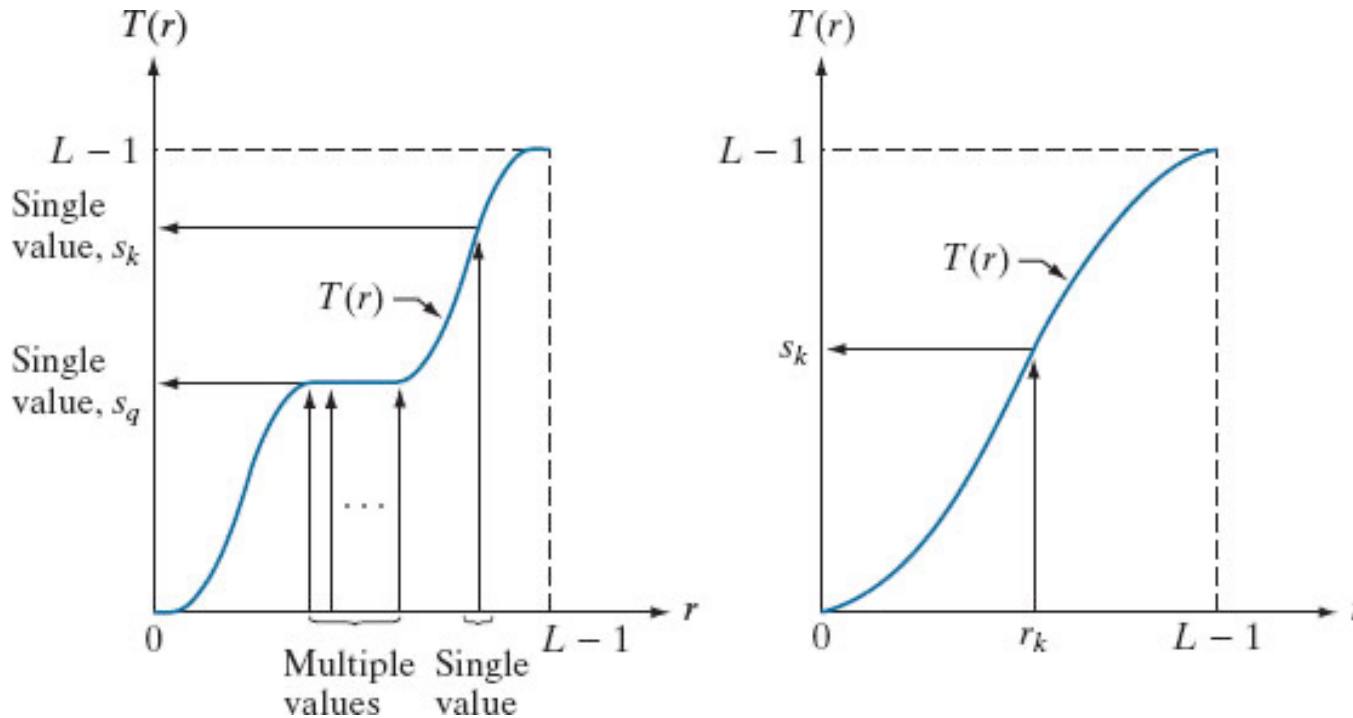 T(r)
L − 1
Single
value, s_k
T(r)
Single
value, s_q
. . .
0
r
L − 1
Multiple
values
Single
value
T(r)
L − 1
T(r)
s_k
0
r_k
L − 1